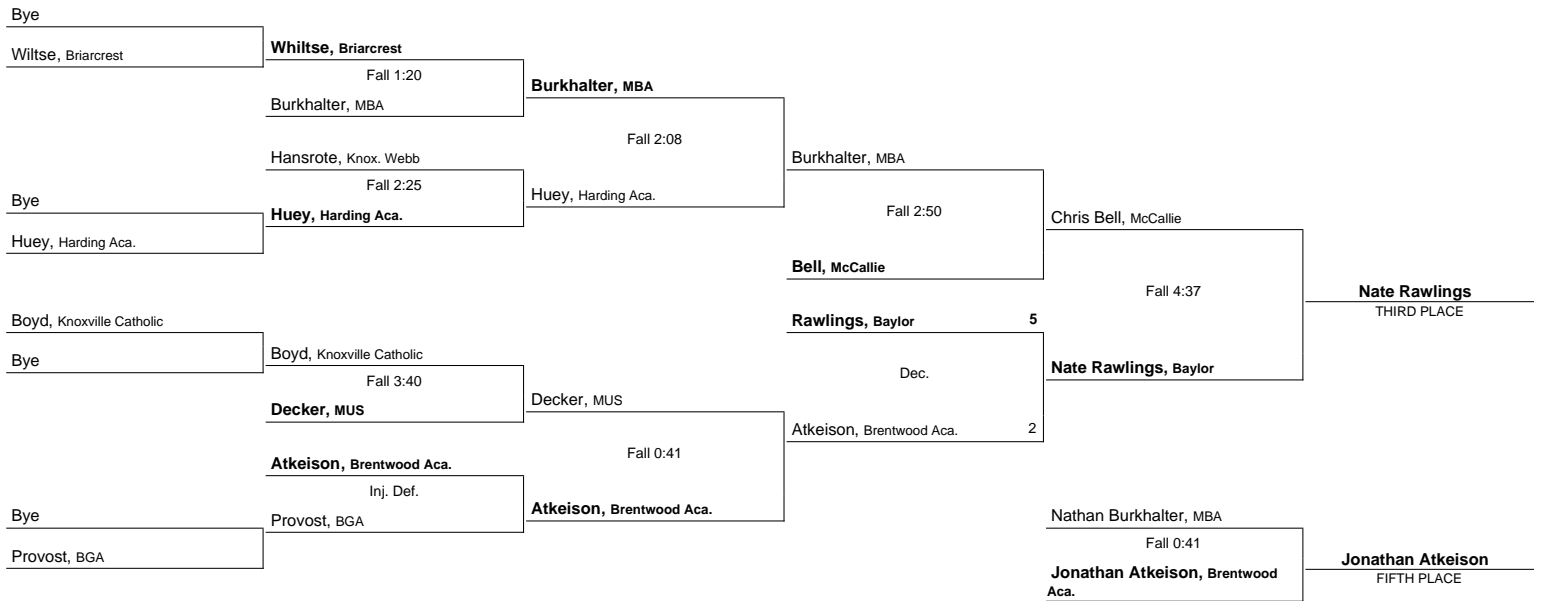 Bye
Wiltse, Briarcrest
Whiltse, Briarcrest
Fall 1:20
Burkhalter, MBA
Burkhalter, MBA
Fall 2:08
Hansrote, Knox. Webb
Fall 2:25
Huey, Harding Aca.
Huey, Harding Aca.
Bye
Huey, Harding Aca.
Burkhalter, MBA
Fall 2:50
Bell, McCallie
Chris Bell, McCallie
Fall 4:37
Nate Rawlings
THIRD PLACE
Boyd, Knoxville Catholic
Bye
Boyd, Knoxville Catholic
Fall 3:40
Decker, MUS
Decker, MUS
Fall 0:41
Atkeison, Brentwood Aca.
Inj. Def.
Provost, BGA
Atkeison, Brentwood Aca.
Bye
Provost, BGA
Rawlings, Baylor 5
Dec.
Atkeison, Brentwood Aca. 2
Nate Rawlings, Baylor
Nathan Burkhalter, MBA
Fall 0:41
Jonathan Atkeison, Brentwood
Aca.
Jonathan Atkeison
FIFTH PLACE